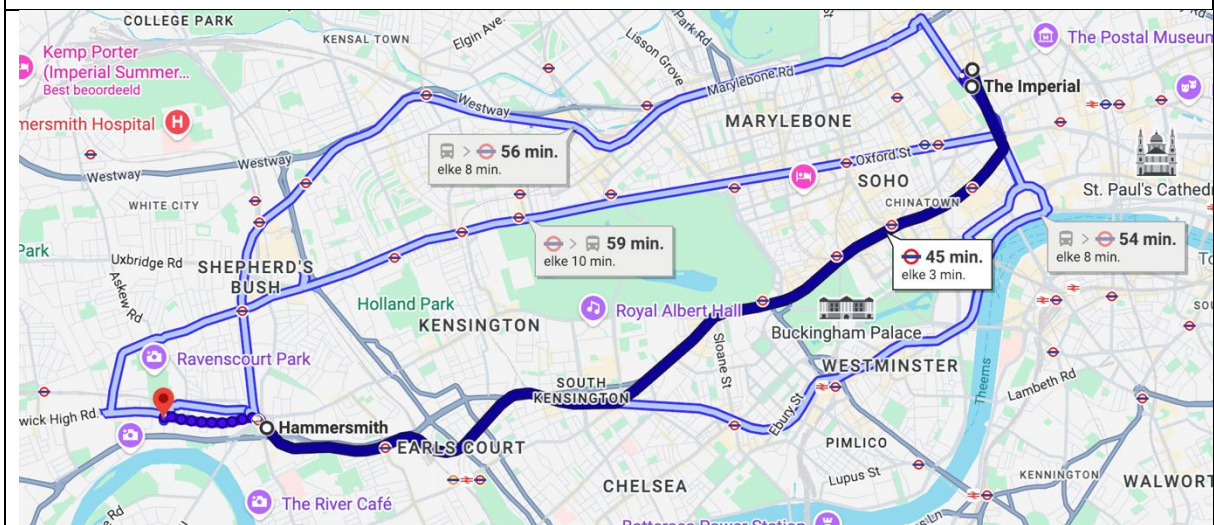 COLLEGE PARK
KENSAL TOWN
Elgin Ave.
Lisson Grove
Park Rd
The Postal Museum
Kemp Porter
(Imperial Summer...
Best beoordeeld
Westway
Marylebone Rd
The Imperial
mersmith Hospital
H
MARYLEBONE
56 min.
elke 8 min.
Westway
Westway
Oxford St
SOHO
WHITE CITY
CHINATOWN
St. Paul's Cathed
Park
Uxbridge Rd
Askew Rd
SHEPHERD'S
BUSH
59 min.
elke 10 min.
45 min.
elke 3 min.
54 min.
elke 8 min.
Holland Park
KENSINGTON
Royal Albert Hall
Buckingham Palace
Ravenscourt Park
Sloane St
WESTMINSTER
Theems
Lambeth Rd
SOUTH
KENSINGTON
wick High Rd.
Hammersmith
Ebury St
EARLS COURT
PIMLICO
Lupus St
KENNINGTON
CHELSEA
WALWORT
The River Café
Battersea Power Station